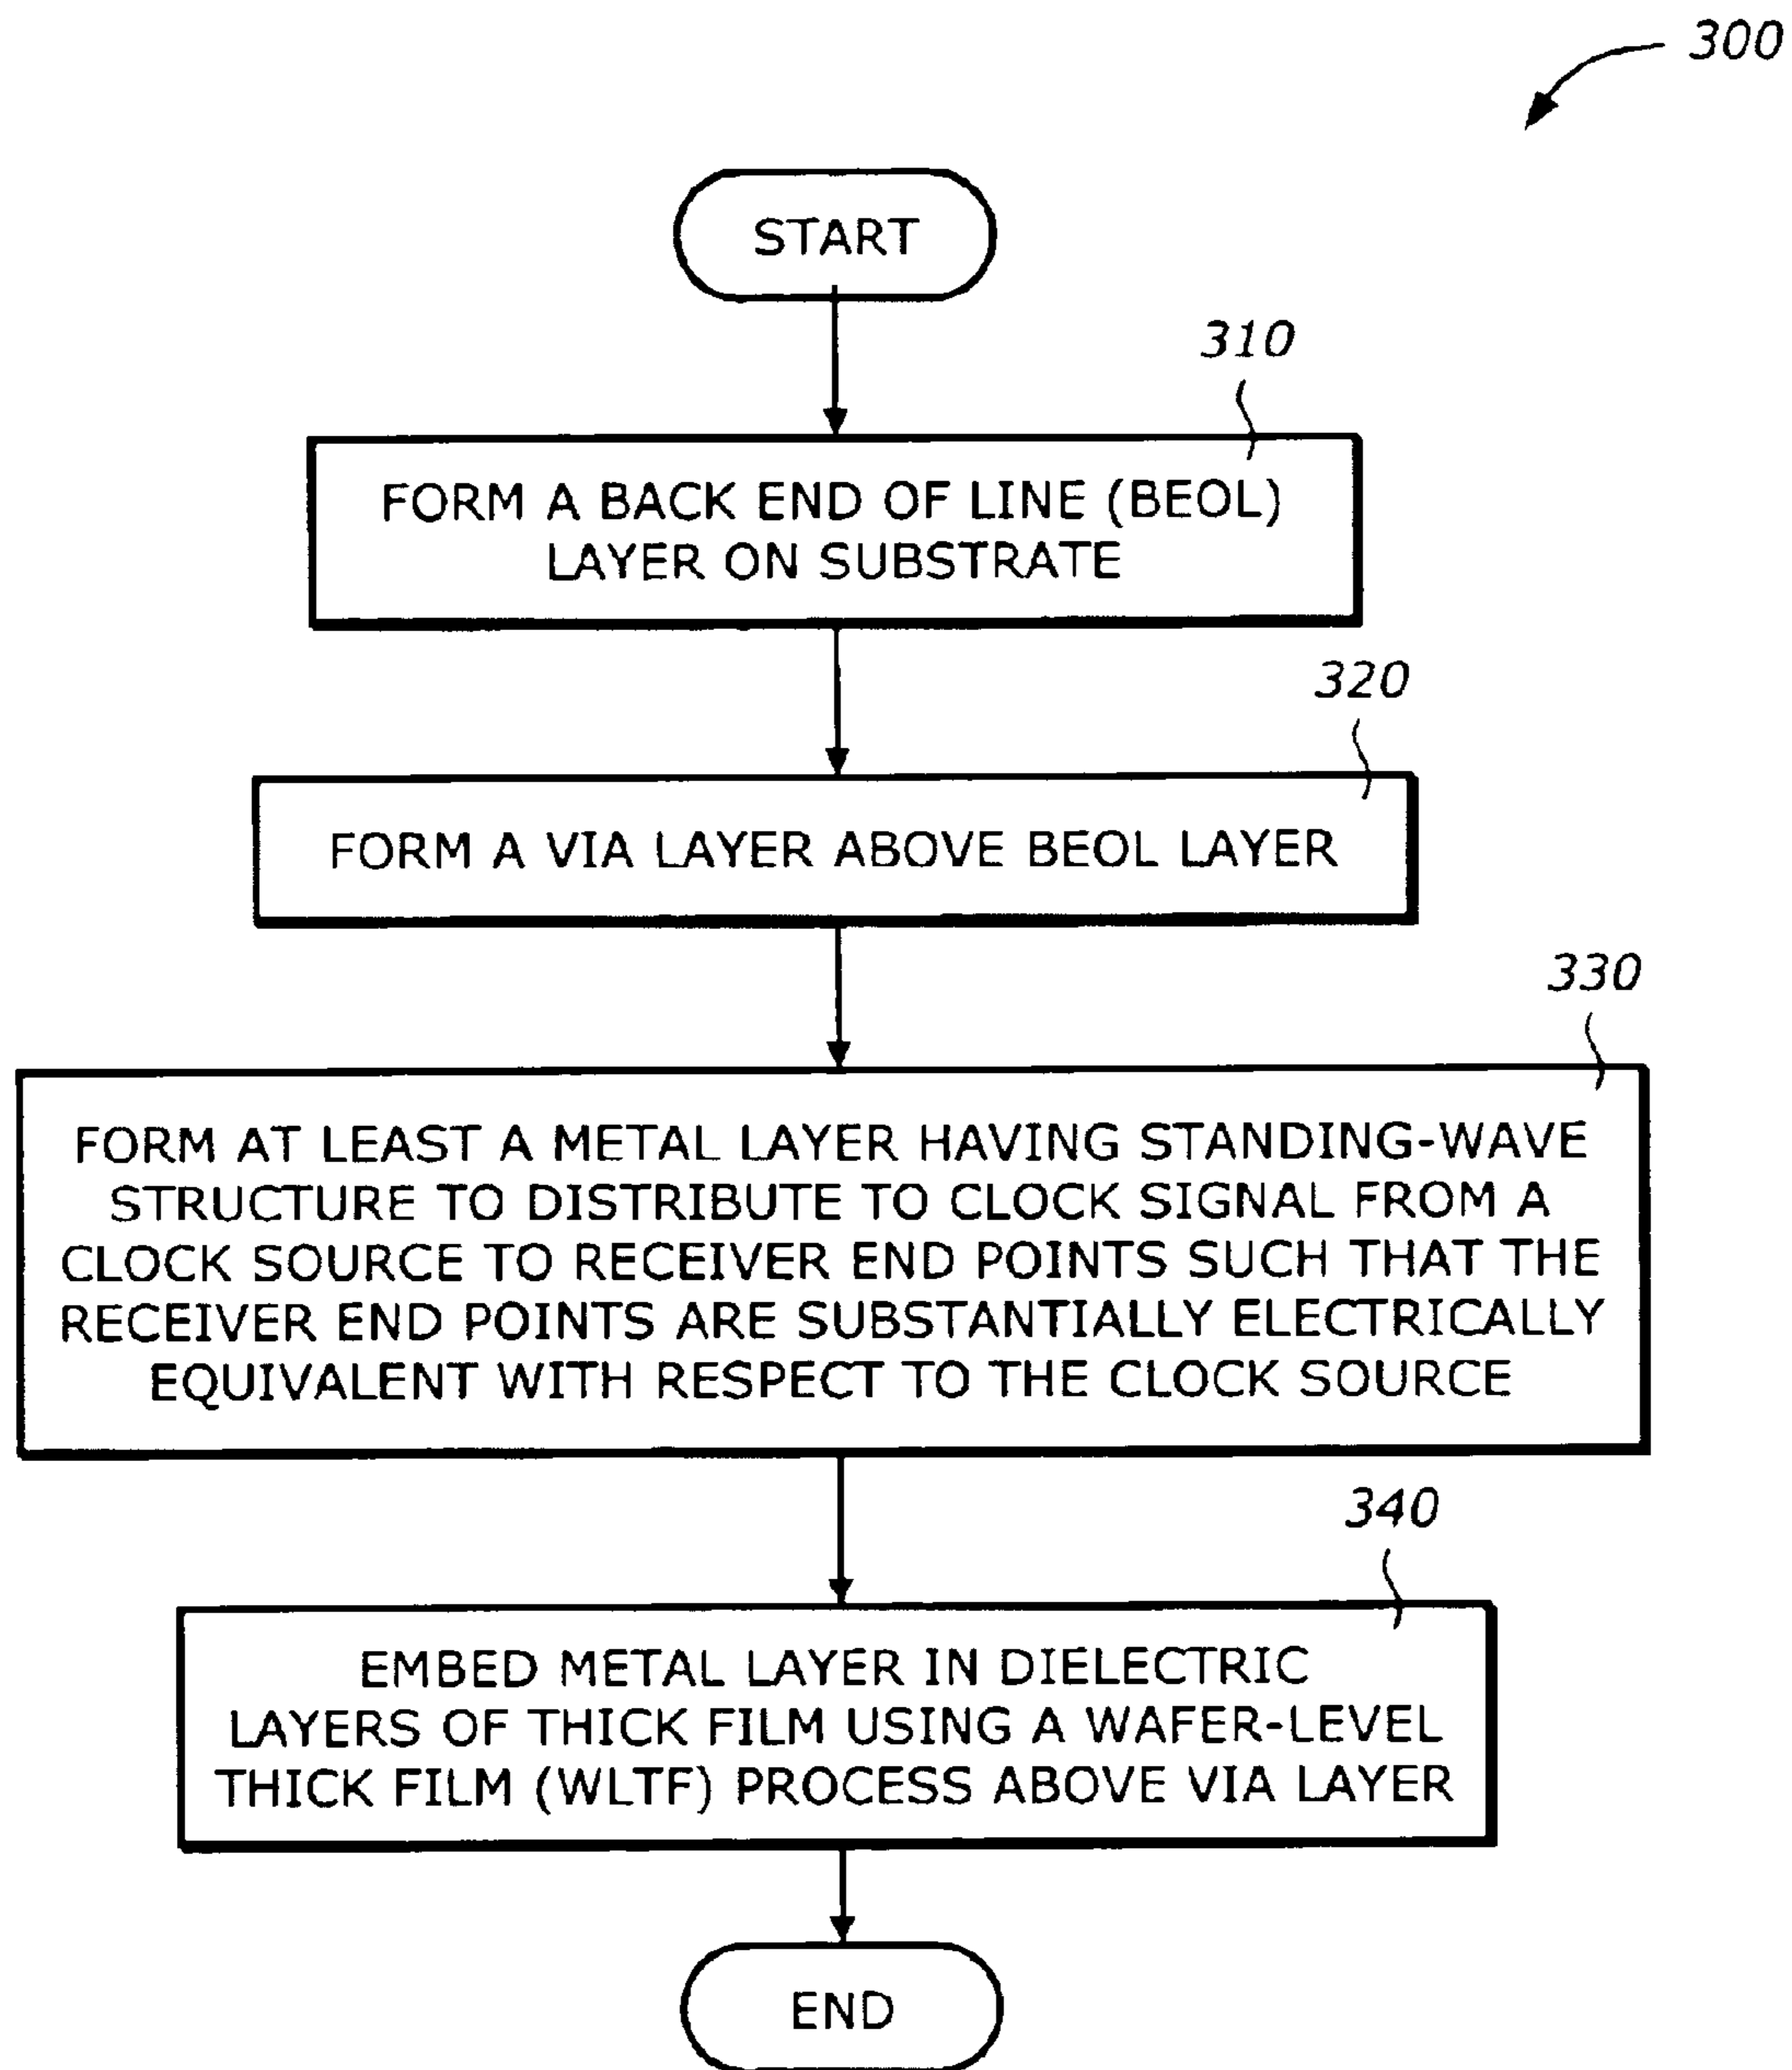 300
START
310
FORM A BACK END OF LINE (BEOL)
LAYER ON SUBSTRATE
320
FORM A VIA LAYER ABOVE BEOL LAYER
330
FORM AT LEAST A METAL LAYER HAVING STANDING-WAVE
STRUCTURE TO DISTRIBUTE TO CLOCK SIGNAL FROM A
CLOCK SOURCE TO RECEIVER END POINTS SUCH THAT THE
RECEIVER END POINTS ARE SUBSTANTIALLY ELECTRICALLY
EQUIVALENT WITH RESPECT TO THE CLOCK SOURCE
340
EMBED METAL LAYER IN DIELECTRIC
LAYERS OF THICK FILM USING A WAFER-LEVEL
THICK FILM (WLTF) PROCESS ABOVE VIA LAYER
END